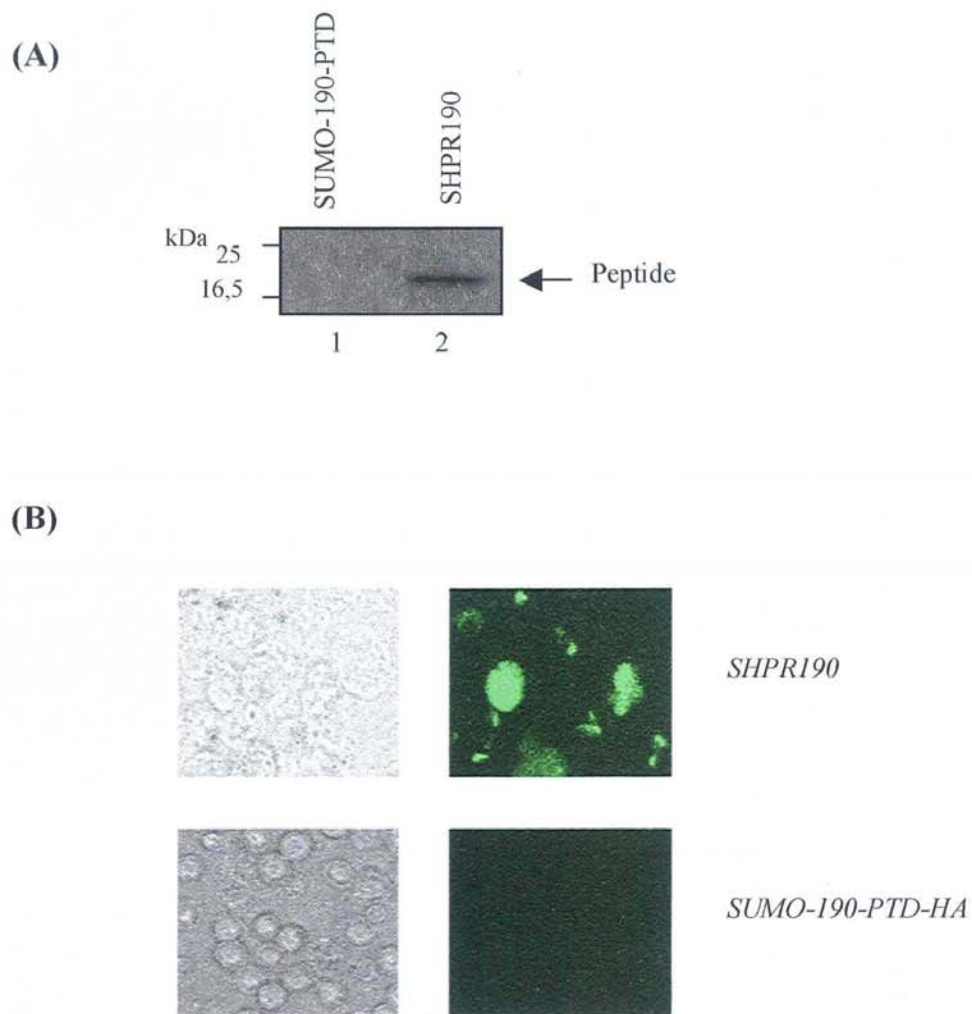 (A)
SUMO-190-PTD
SHPR190
kDa
25
16,5
Peptide
1 2
(B)
SHPR190
SUMO-190-PTD-HA